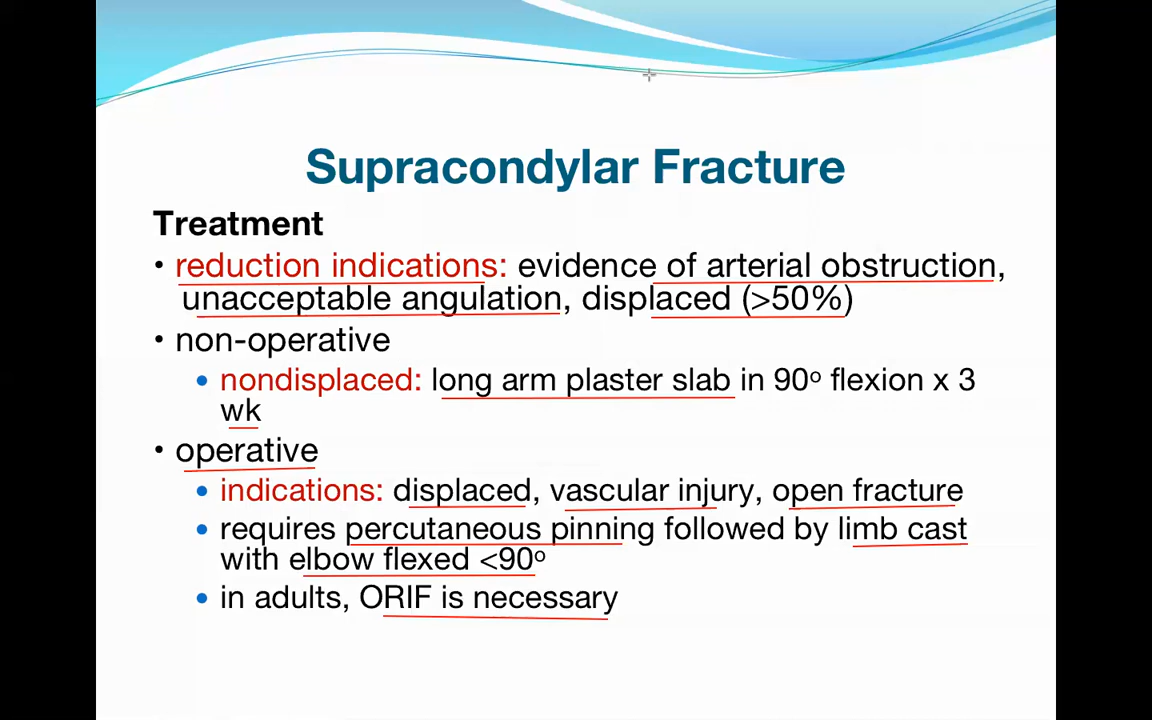 Supracondylar Fracture
Treatment
• reduction indications: evidence of arterial obstruction,
unacceptable angulation, displaced (>50%)
• non-operative
• nondisplaced: long arm plaster slab in 90º flexion x 3
wk
• operative
• indications: displaced, vascular injury, open fracture
• requires percutaneous pinning followed by limb cast
with elbow flexed <90º
• in adults, ORIF is necessary